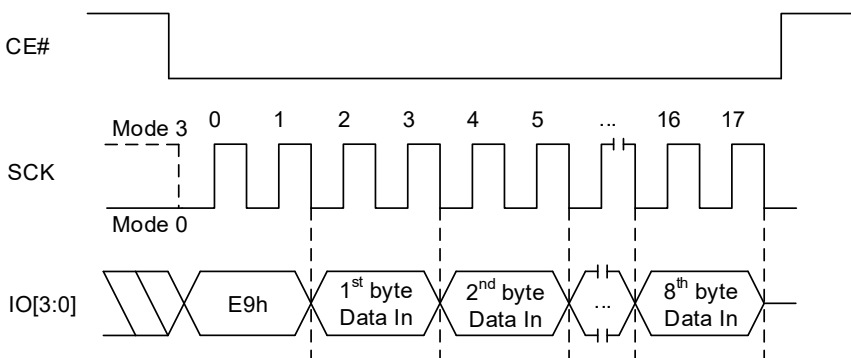 CE#
0 1 2 3 4 5 ... 16 17
Mode 3
SCK
Mode 0
IO[3:0]
E9h
1st byte
Data In
2nd byte
Data In
...
8th byte
Data In